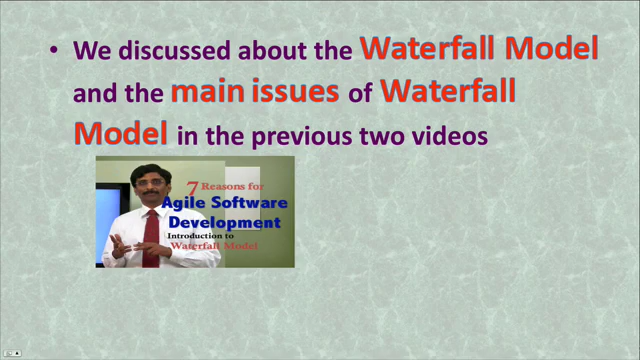 • We discussed about the Waterfall Model
and the main issues of Waterfall
Model in the previous two videos
7 Reasons for
Agile Software
Development
Introduction to
Waterfall Model